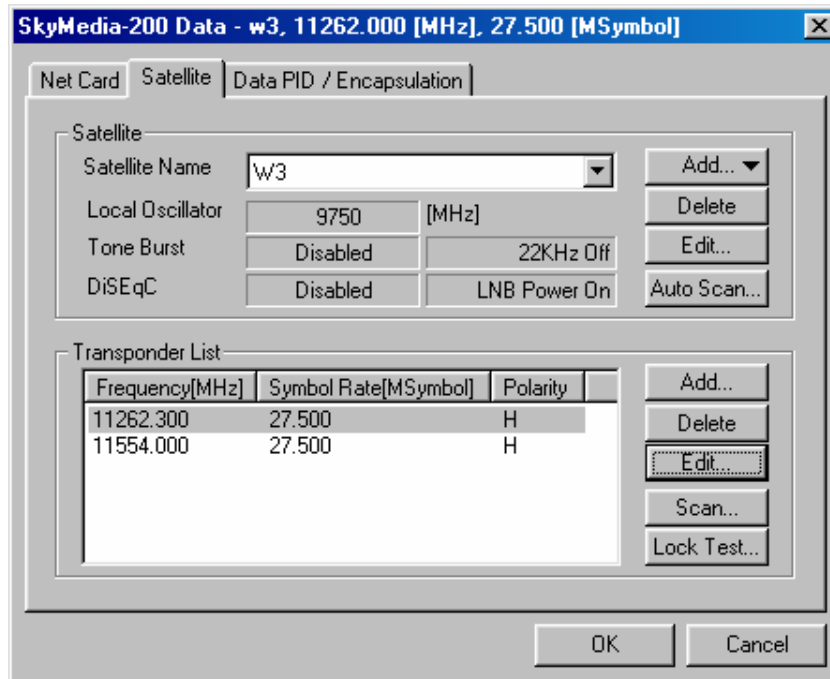 SkyMedia-200 Data - w3, 11262.000 [MHz], 27.500 [MSymbol]
Net Card Satellite Data PID / Encapsulation
Satellite
Satellite Name W3 Add...
Local Oscillator 9750 [MHz] Delete
Tone Burst Disabled 22KHz Off Edit...
DiSEqC Disabled LNB Power On Auto Scan...
Transponder List
Frequency[MHz] Symbol Rate[MSymbol] Polarity Add...
11262.300 27.500 H Delete
11554.000 27.500 H Edit...
Scan...
Lock Test...
OK Cancel